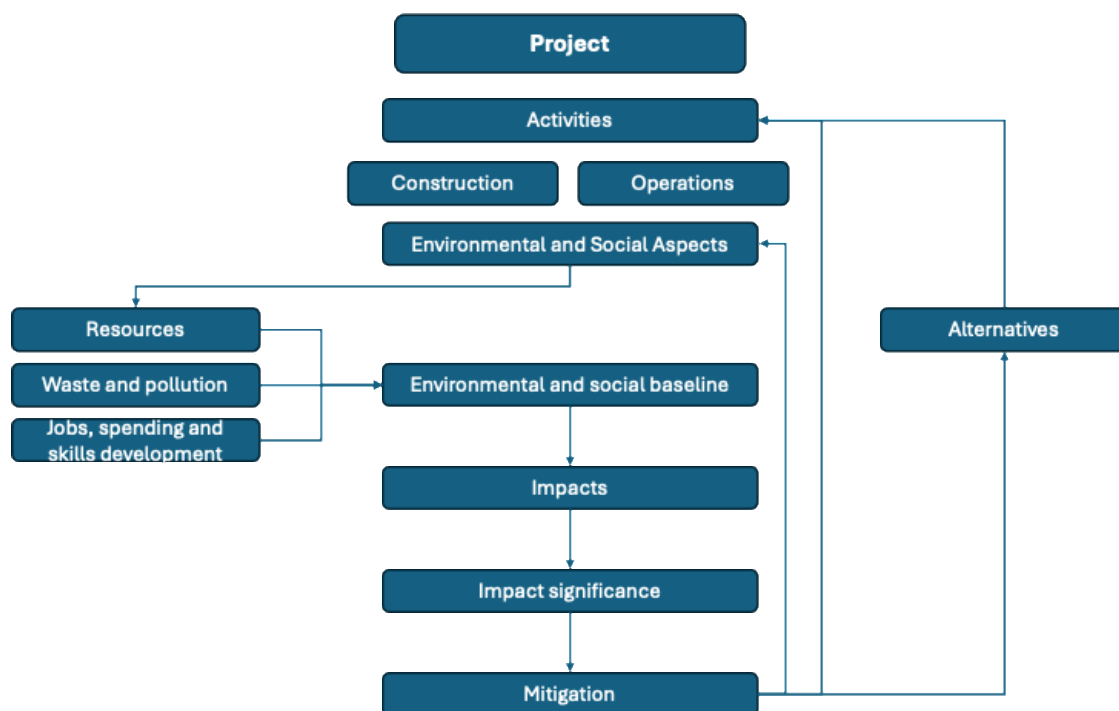 Project
Activities
Construction
Operations
Environmental and Social Aspects
Resources
Alternatives
Waste and pollution
Environmental and social baseline
Jobs, spending and
skills development
Impacts
Impact significance
Mitigation